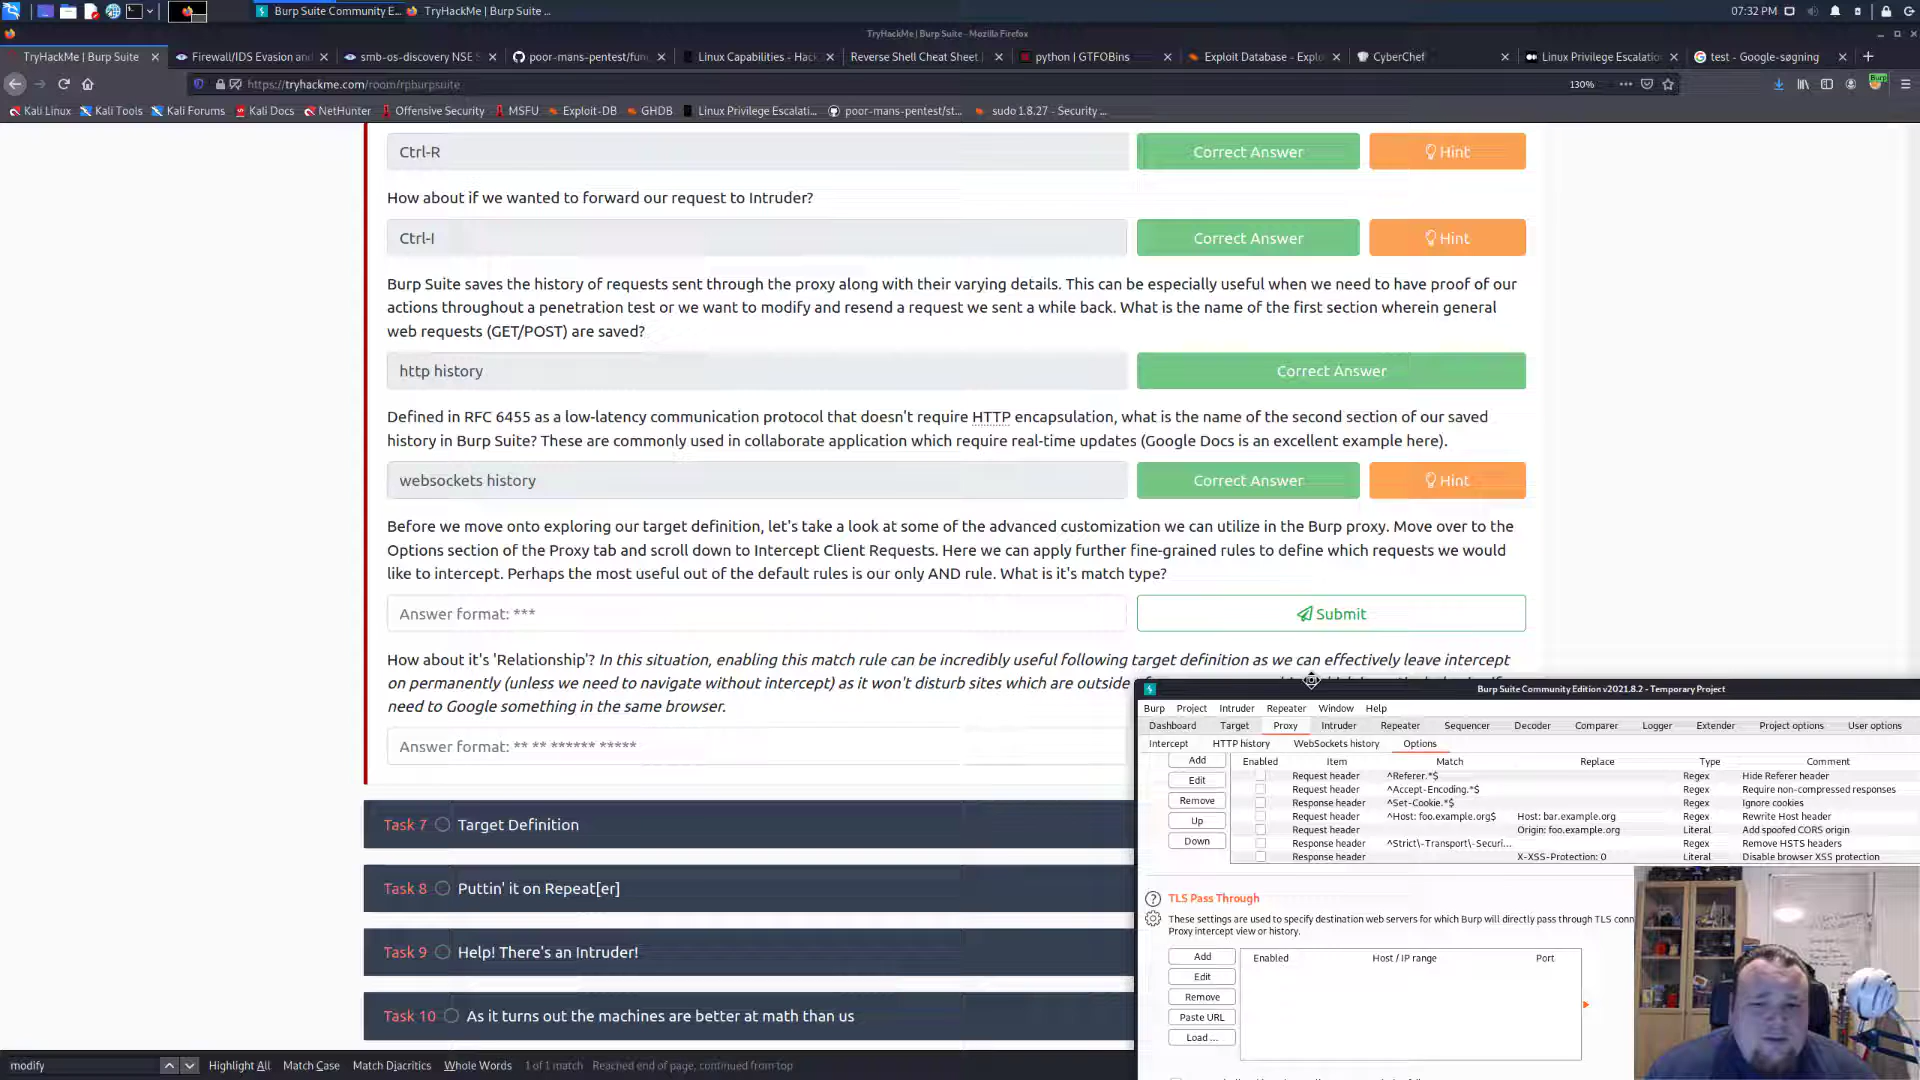 Burp Suite Community E...
TryHackMe | Burp Suite ...
07:32 PM
TryHackMe | Burp Suite - Mozilla Firefox
TryHackMe | Burp Suite
Firewall/IDS Evasion and
smb-os-discovery NSE S
poor-mans-pentest/func
Linux Capabilities - Hack
Reverse Shell Cheat Sheet
python | GTFOBins
Exploit Database - Explo
CyberChef
Linux Privilege Escalatio
test - Google-søgning
https://tryhackme.com/room/rpburpsuite
130%
Burp
Kali Linux
Kali Tools
Kali Forums
Kali Docs
NetHunter
Offensive Security
MSFU
Exploit-DB
GHDB
Linux Privilege Escalati...
poor-mans-pentest/st...
sudo 1.8.27 - Security ...
Ctrl-R
Correct Answer
Hint
How about if we wanted to forward our request to Intruder?
Ctrl-I
Correct Answer
Hint
Burp Suite saves the history of requests sent through the proxy along with their varying details. This can be especially useful when we need to have proof of our
actions throughout a penetration test or we want to modify and resend a request we sent a while back. What is the name of the first section wherein general
web requests (GET/POST) are saved?
http history
Correct Answer
Defined in RFC 6455 as a low-latency communication protocol that doesn't require HTTP encapsulation, what is the name of the second section of our saved
history in Burp Suite? These are commonly used in collaborate application which require real-time updates (Google Docs is an excellent example here).
websockets history
Correct Answer
Hint
Before we move onto exploring our target definition, let's take a look at some of the advanced customization we can utilize in the Burp proxy. Move over to the
Options section of the Proxy tab and scroll down to Intercept Client Requests. Here we can apply further fine-grained rules to define which requests we would
like to intercept. Perhaps the most useful out of the default rules is our only AND rule. What is it's match type?
Answer format: ***
Submit
How about it's 'Relationship'? In this situation, enabling this match rule can be incredibly useful following target definition as we can effectively leave intercept
on permanently (unless we need to navigate without intercept) as it won't disturb sites which are outside
need to Google something in the same browser.
Answer format: ** ** ****** *****
Task 7 Target Definition
Task 8 Puttin' it on Repeat[er]
Task 9 Help! There's an Intruder!
Task 10 As it turns out the machines are better at math than us
Burp Suite Community Edition v2021.8.2 - Temporary Project
Burp Project Intruder Repeater Window Help
Dashboard Target Proxy Intruder Repeater Sequencer Decoder Comparer Logger Extender Project options User options
Intercept HTTP history WebSockets history Options
Add
Edit
Remove
Up
Down
Enabled Item Match Replace Type Comment
Request header ^Referer.*$ Regex Hide Referer header
Request header ^Accept-Encoding.*$ Regex Require non-compressed responses
Response header ^Set-Cookie.*$ Regex Ignore cookies
Request header ^Host: foo.example.org$ Host: bar.example.org Regex Rewrite Host header
Request header Origin: foo.example.org Literal Add spoofed CORS origin
Response header ^Strict\-Transport\-Securi... Regex Remove HSTS headers
Response header X-XSS-Protection: 0 Literal Disable browser XSS protection
TLS Pass Through
These settings are used to specify destination web servers for which Burp will directly pass through TLS conn
Proxy intercept view or history.
Add
Edit
Remove
Paste URL
Load ...
Enabled Host / IP range Port
modify
Highlight All
Match Case
Match Diacritics
Whole Words
1 of 1 match
Reached end of page, continued from top